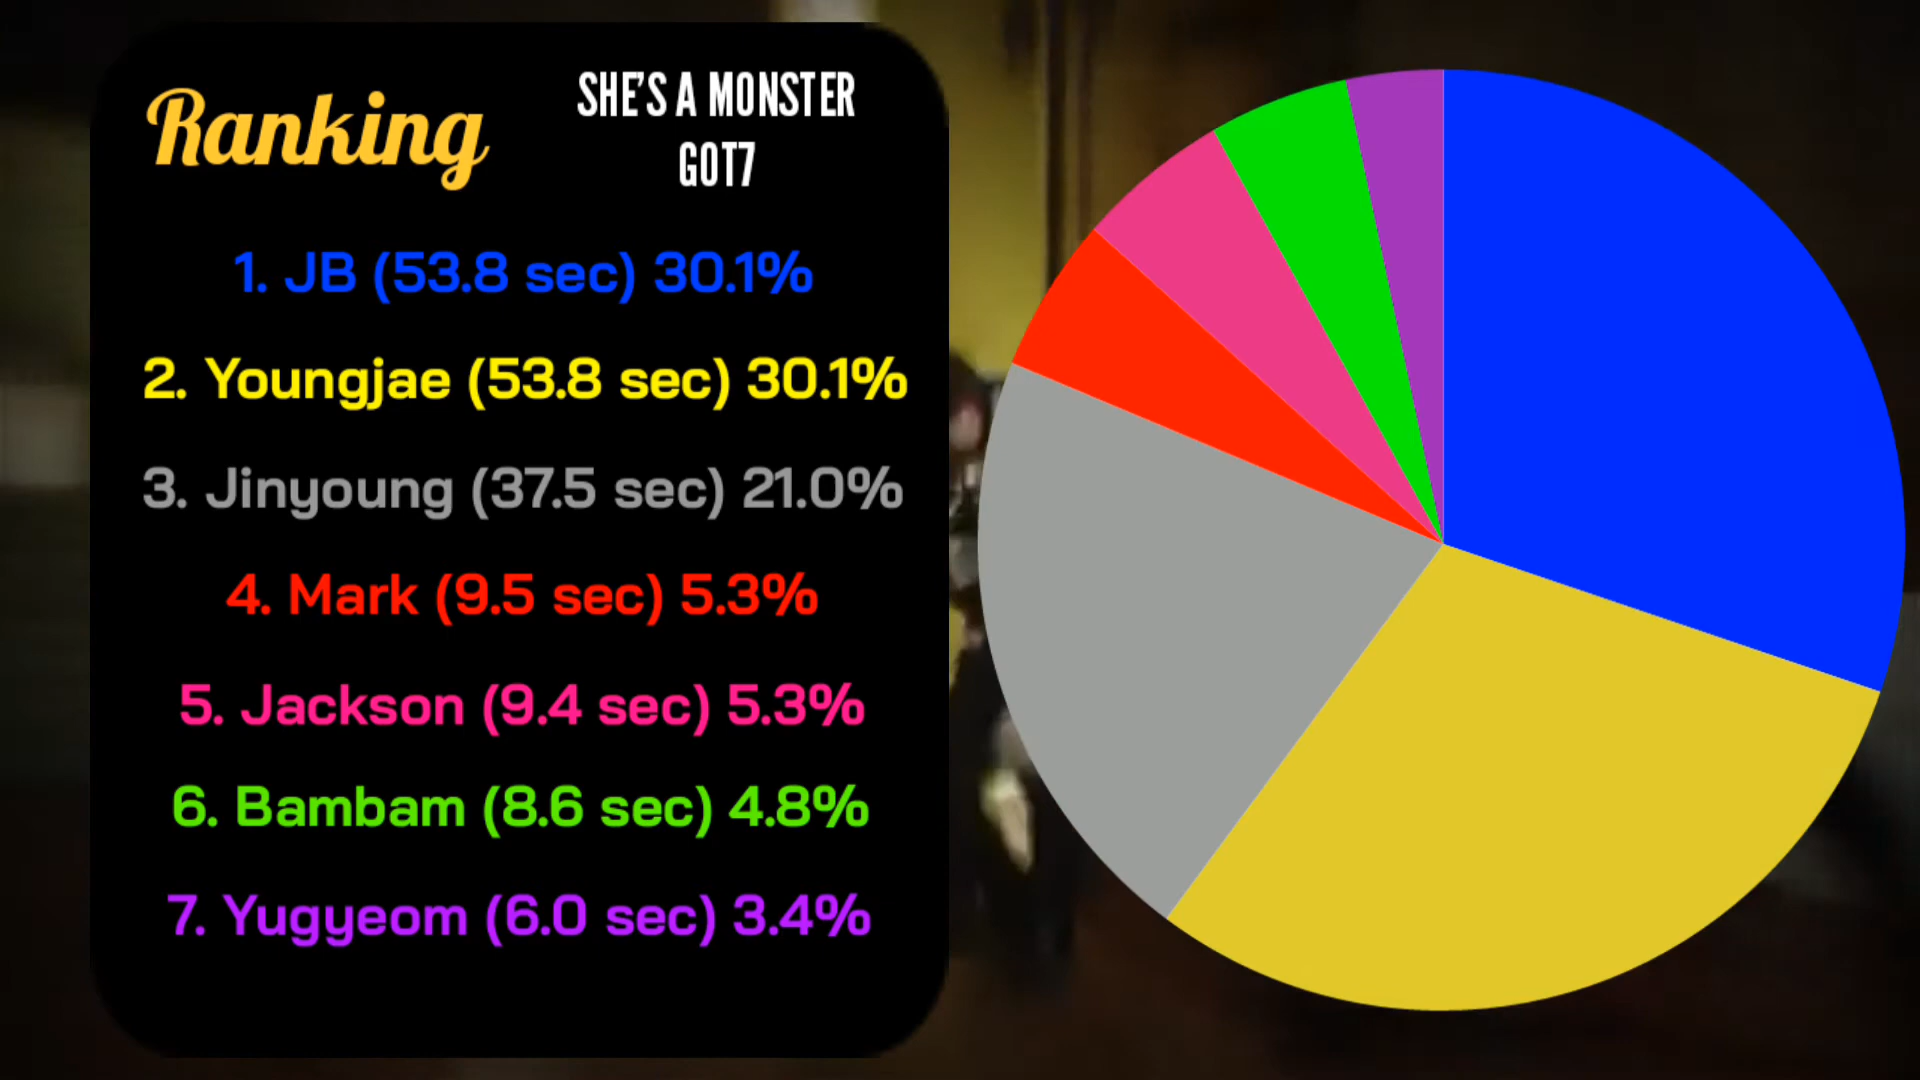 Ranking
SHE'S A MONSTER
GOT7
1. JB (53.8 sec) 30.1%
2. Youngjae (53.8 sec) 30.1%
3. Jinyoung (37.5 sec) 21.0%
4. Mark (9.5 sec) 5.3%
5. Jackson (9.4 sec) 5.3%
6. Bambam (8.6 sec) 4.8%
7. Yugyeom (6.0 sec) 3.4%